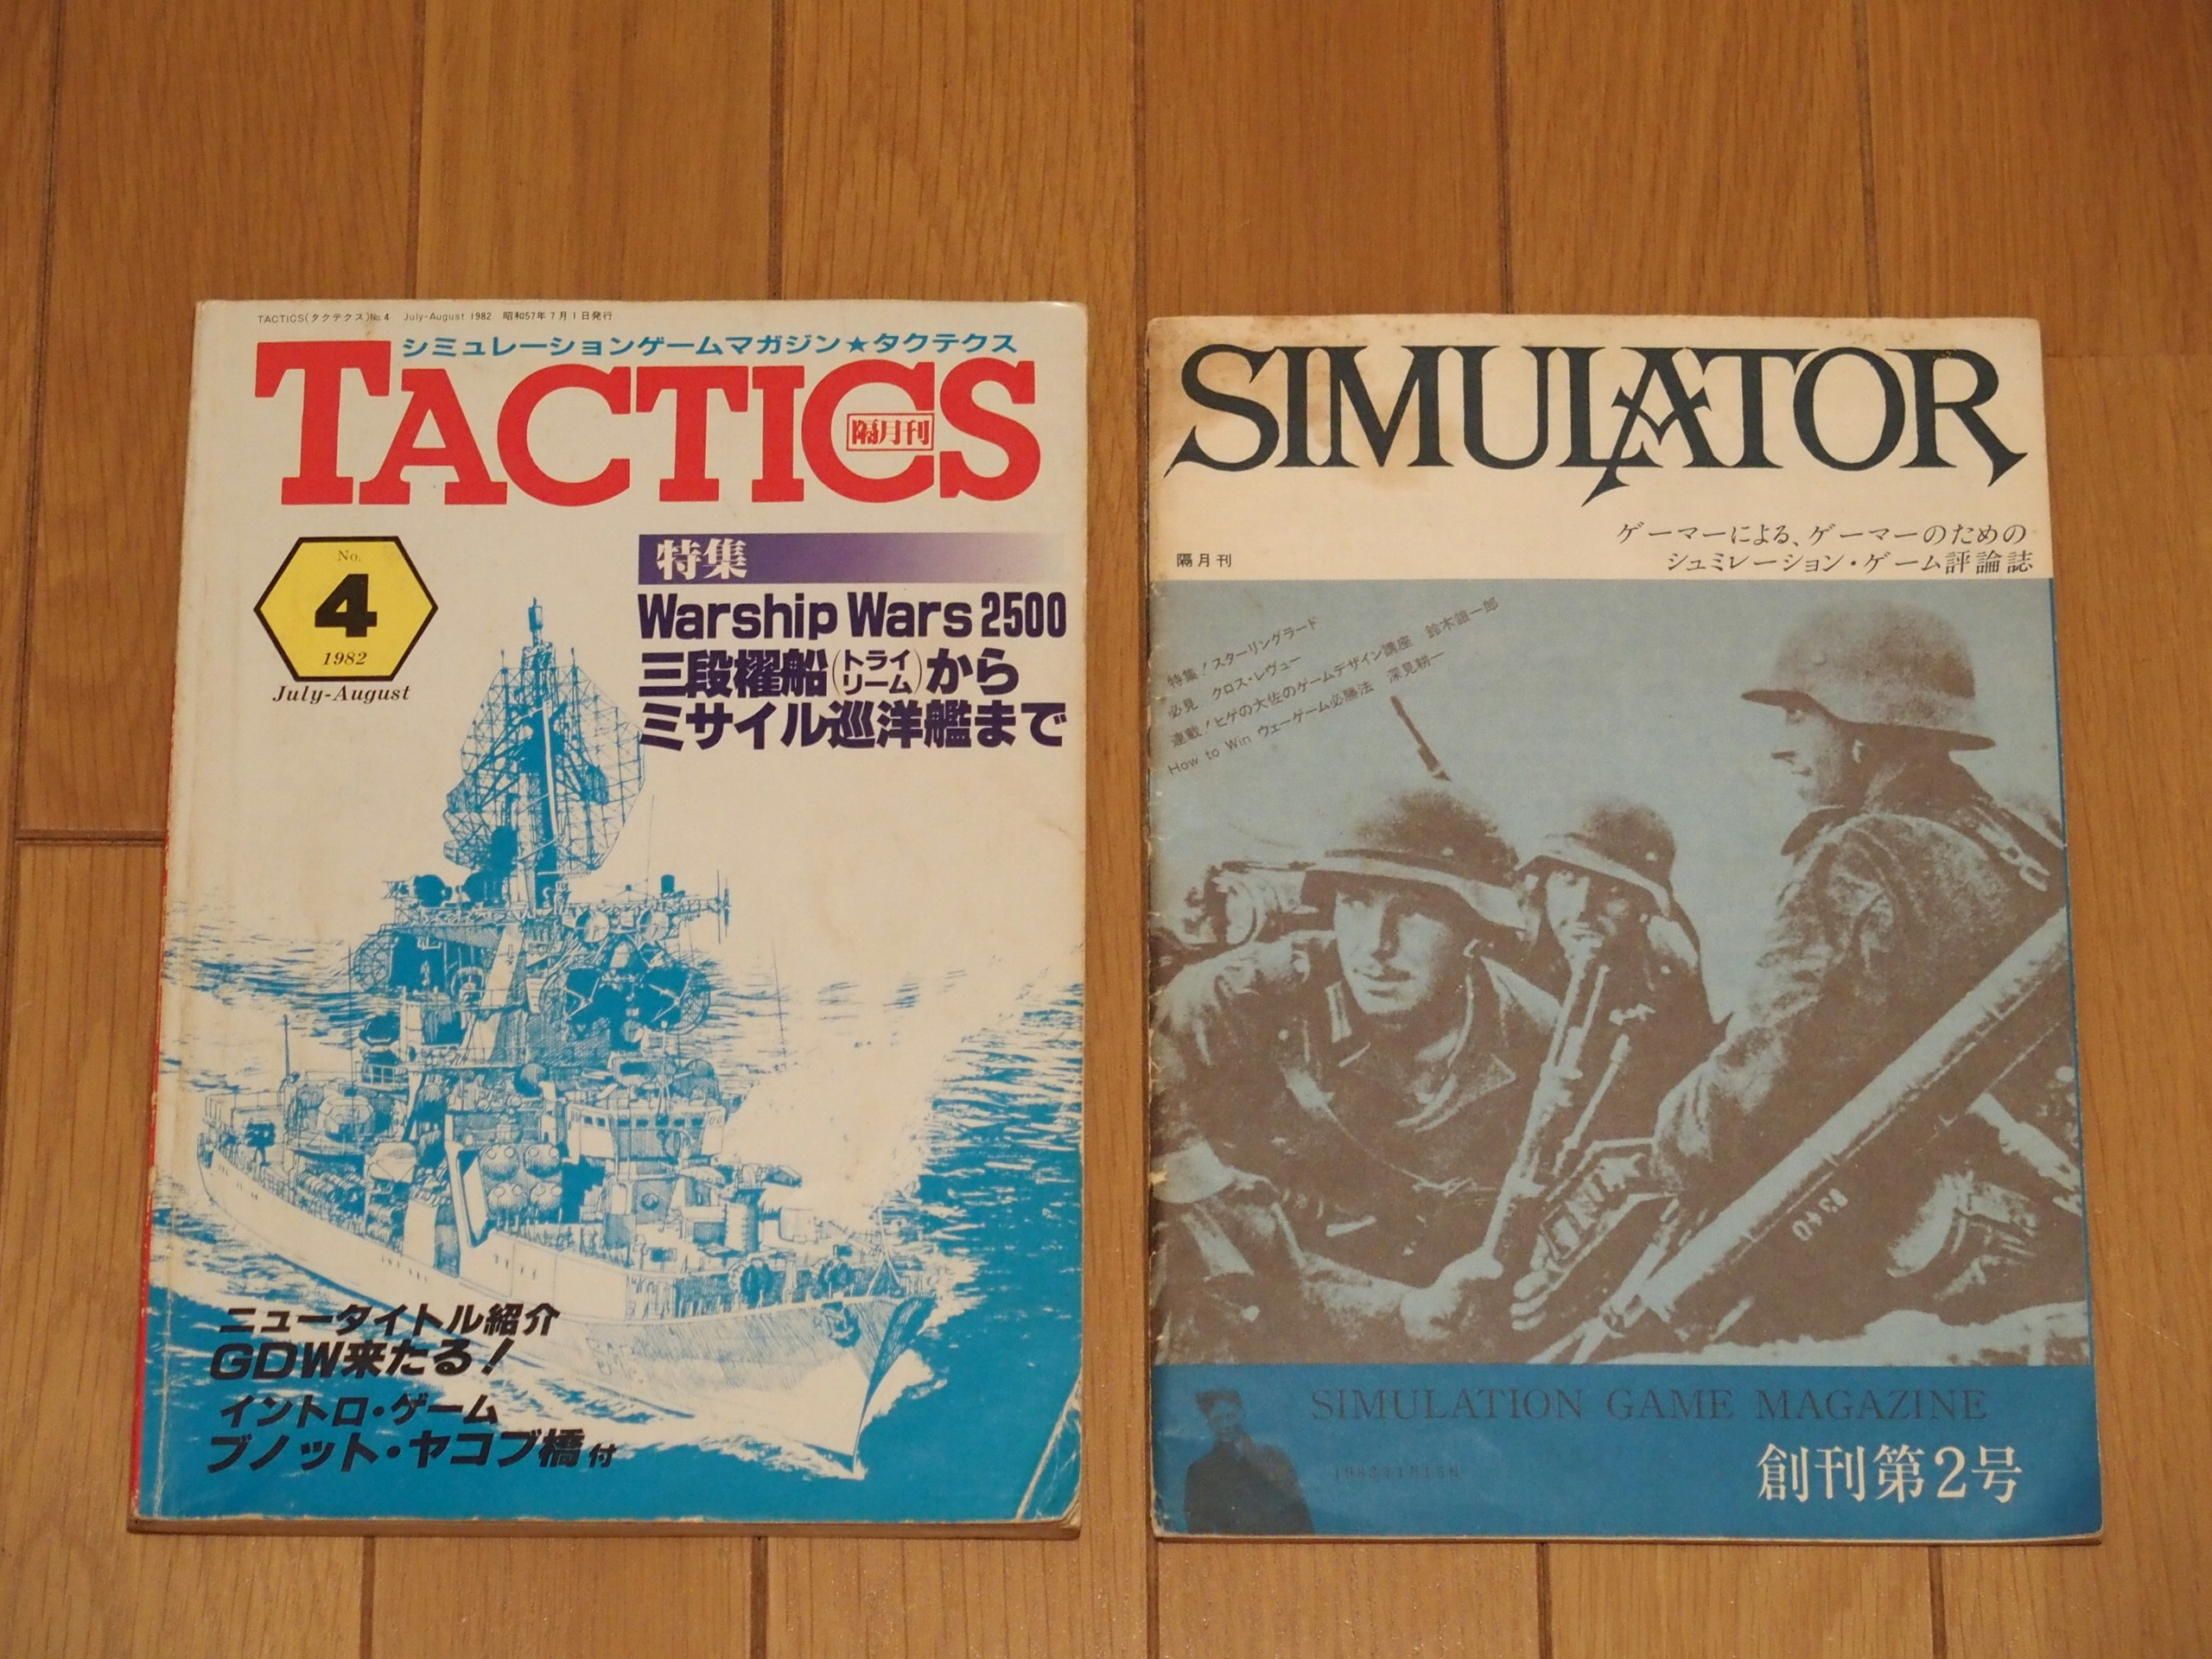 TACTICS(タクテクス)No.4 July-August 1982 昭和57年7月1日発行
シミュレーションゲームマガジン★タクテクス
TACTICS
隔月刊
No.
4
1982
July-August
特集
Warship Wars 2500
三段櫂船(トライリーム)から
ミサイル巡洋艦まで
ニュータイトル紹介
GDW来たる!
イントロ・ゲーム
ブノット・ヤコブ橋付
SIMULATOR
ゲーマーによる、ゲーマーのための
シュミレーション・ゲーム評論誌
隔月刊
特集!スターリングラード
必見 クロス・レヴュー
連載!ヒゲの大佐のゲームデザイン講座 鈴木銀一郎
How to Win ウォーゲーム必勝法 深見耕一
SIMULATION GAME MAGAZINE
創刊第2号